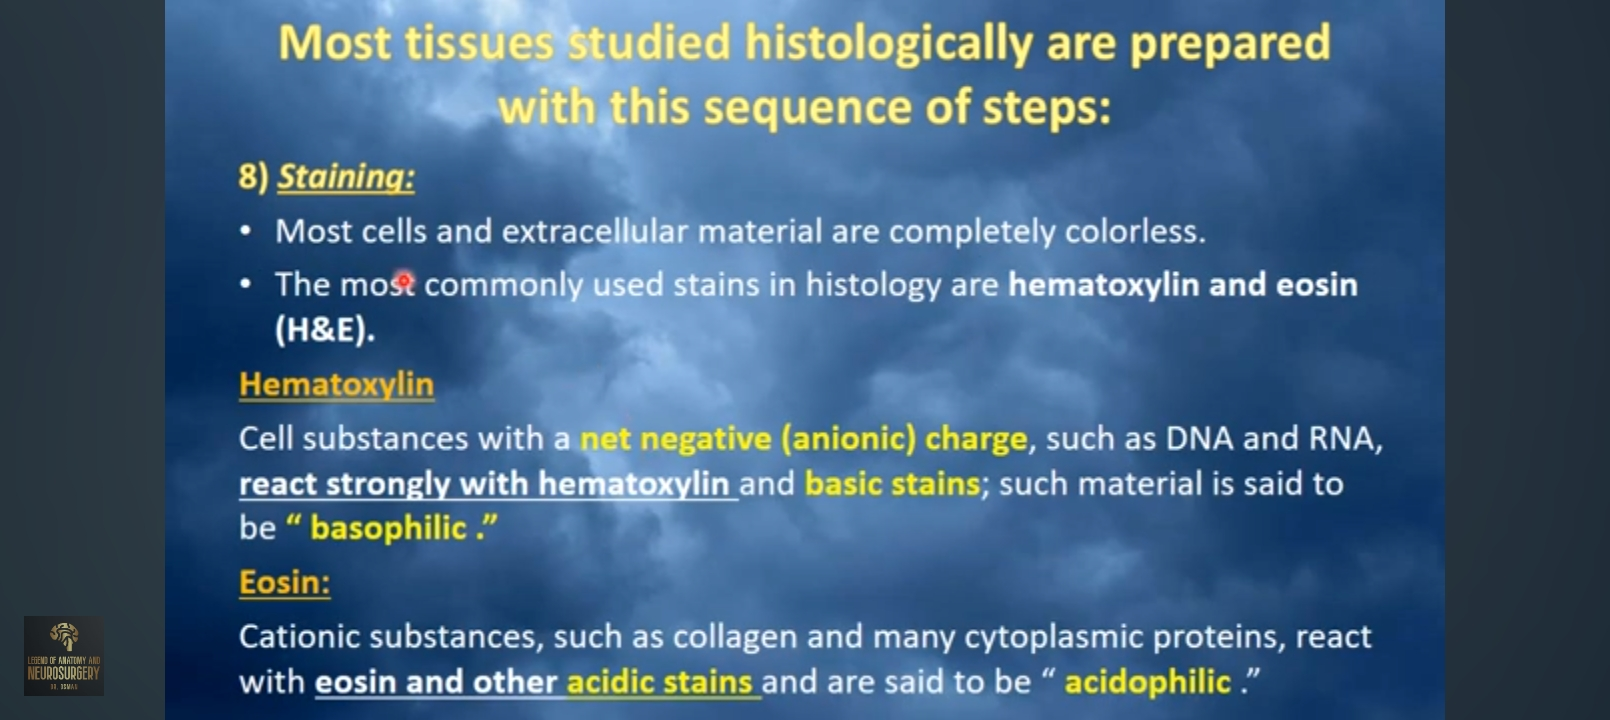 Most tissues studied histologically are prepared
with this sequence of steps:
8) Staining:
• Most cells and extracellular material are completely colorless.
• The most commonly used stains in histology are hematoxylin and eosin
(H&E).
Hematoxylin
Cell substances with a net negative (anionic) charge, such as DNA and RNA,
react strongly with hematoxylin and basic stains; such material is said to
be “ basophilic .”
Eosin:
Cationic substances, such as collagen and many cytoplasmic proteins, react
with eosin and other acidic stains and are said to be “ acidophilic .”
LEGEND OF ANATOMY AND
NEUROSURGERY